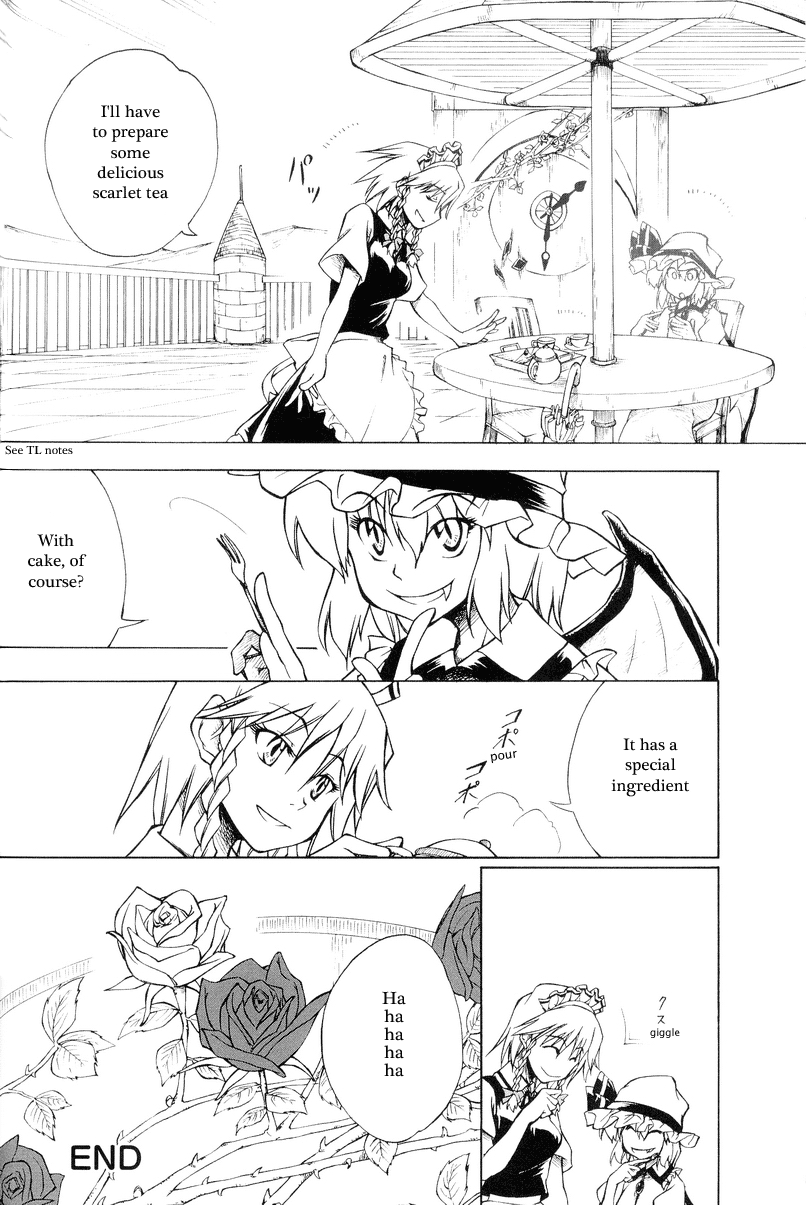 I'll have
to prepare
some
delicious
scarlet tea
パッ
See TL notes
With
cake, of
course?
コポ
コポ
pour
It has a
special
ingredient
Ha
ha
ha
ha
ha
クス
giggle
END